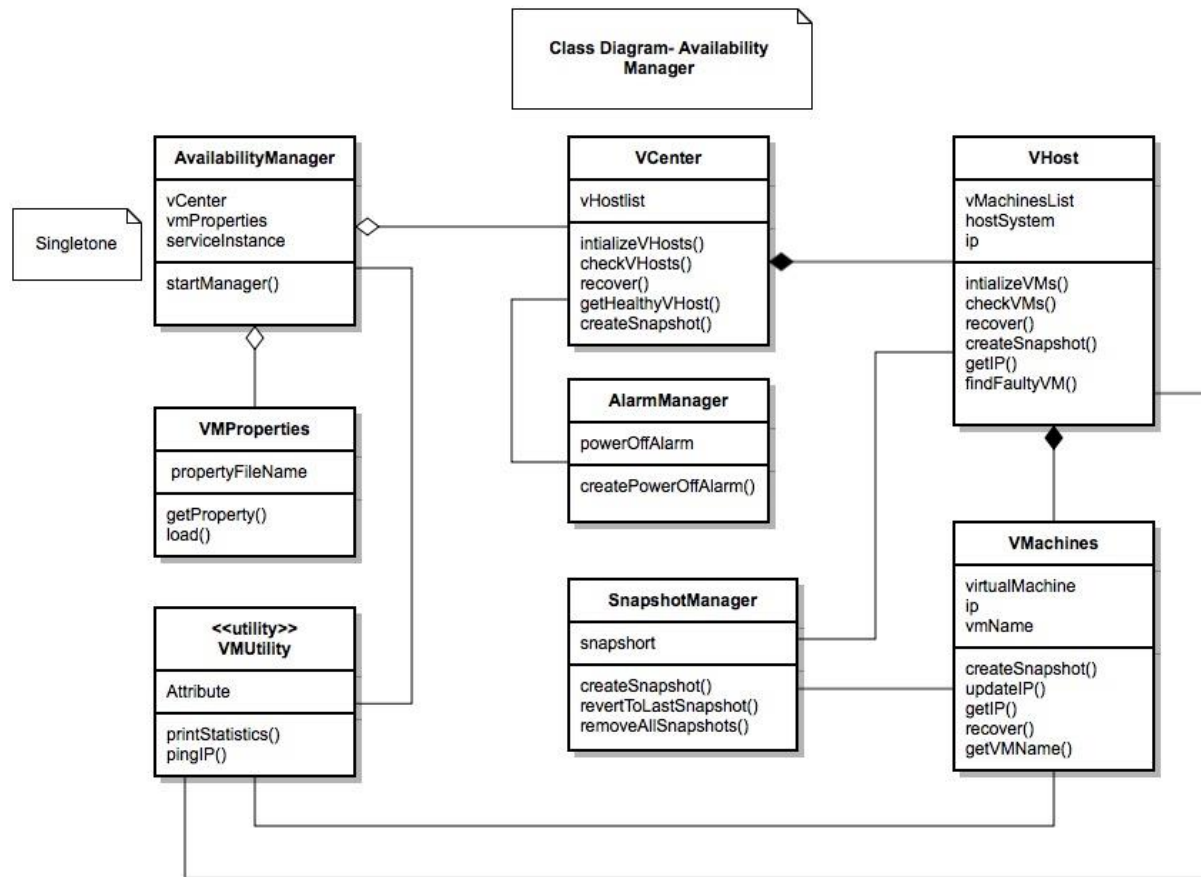 Class Diagram- Availability
Manager
Singletone
AvailabilityManager
vCenter
vmProperties
serviceInstance
startManager()
VCenter
vHostlist
intializeVHosts()
checkVHosts()
recover()
getHealthyVHost()
createSnapshot()
VHost
vMachinesList
hostSystem
ip
intializeVMs()
checkVMs()
recover()
createSnapshot()
getIP()
findFaultyVM()
VMProperties
propertyFileName
getProperty()
load()
AlarmManager
powerOffAlarm
createPowerOffAlarm()
<<utility>>
VMUtility
Attribute
printStatistics()
pingIP()
SnapshotManager
snapshort
createSnapshot()
revertToLastSnapshot()
removeAllSnapshots()
VMachines
virtualMachine
ip
vmName
createSnapshot()
updateIP()
getIP()
recover()
getVMName()